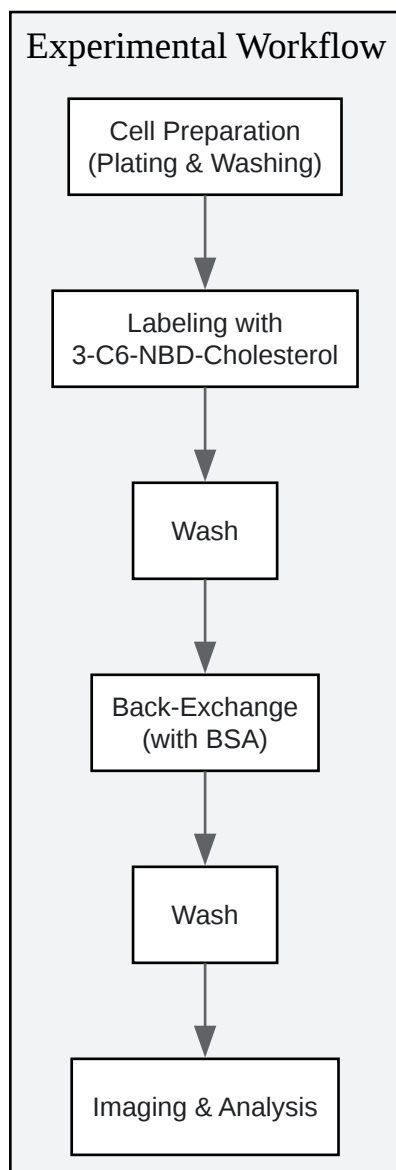 Experimental Workflow
Cell Preparation
(Plating & Washing)
Labeling with
3-C6-NBD-Cholesterol
Wash
Back-Exchange
(with BSA)
Wash
Imaging & Analysis